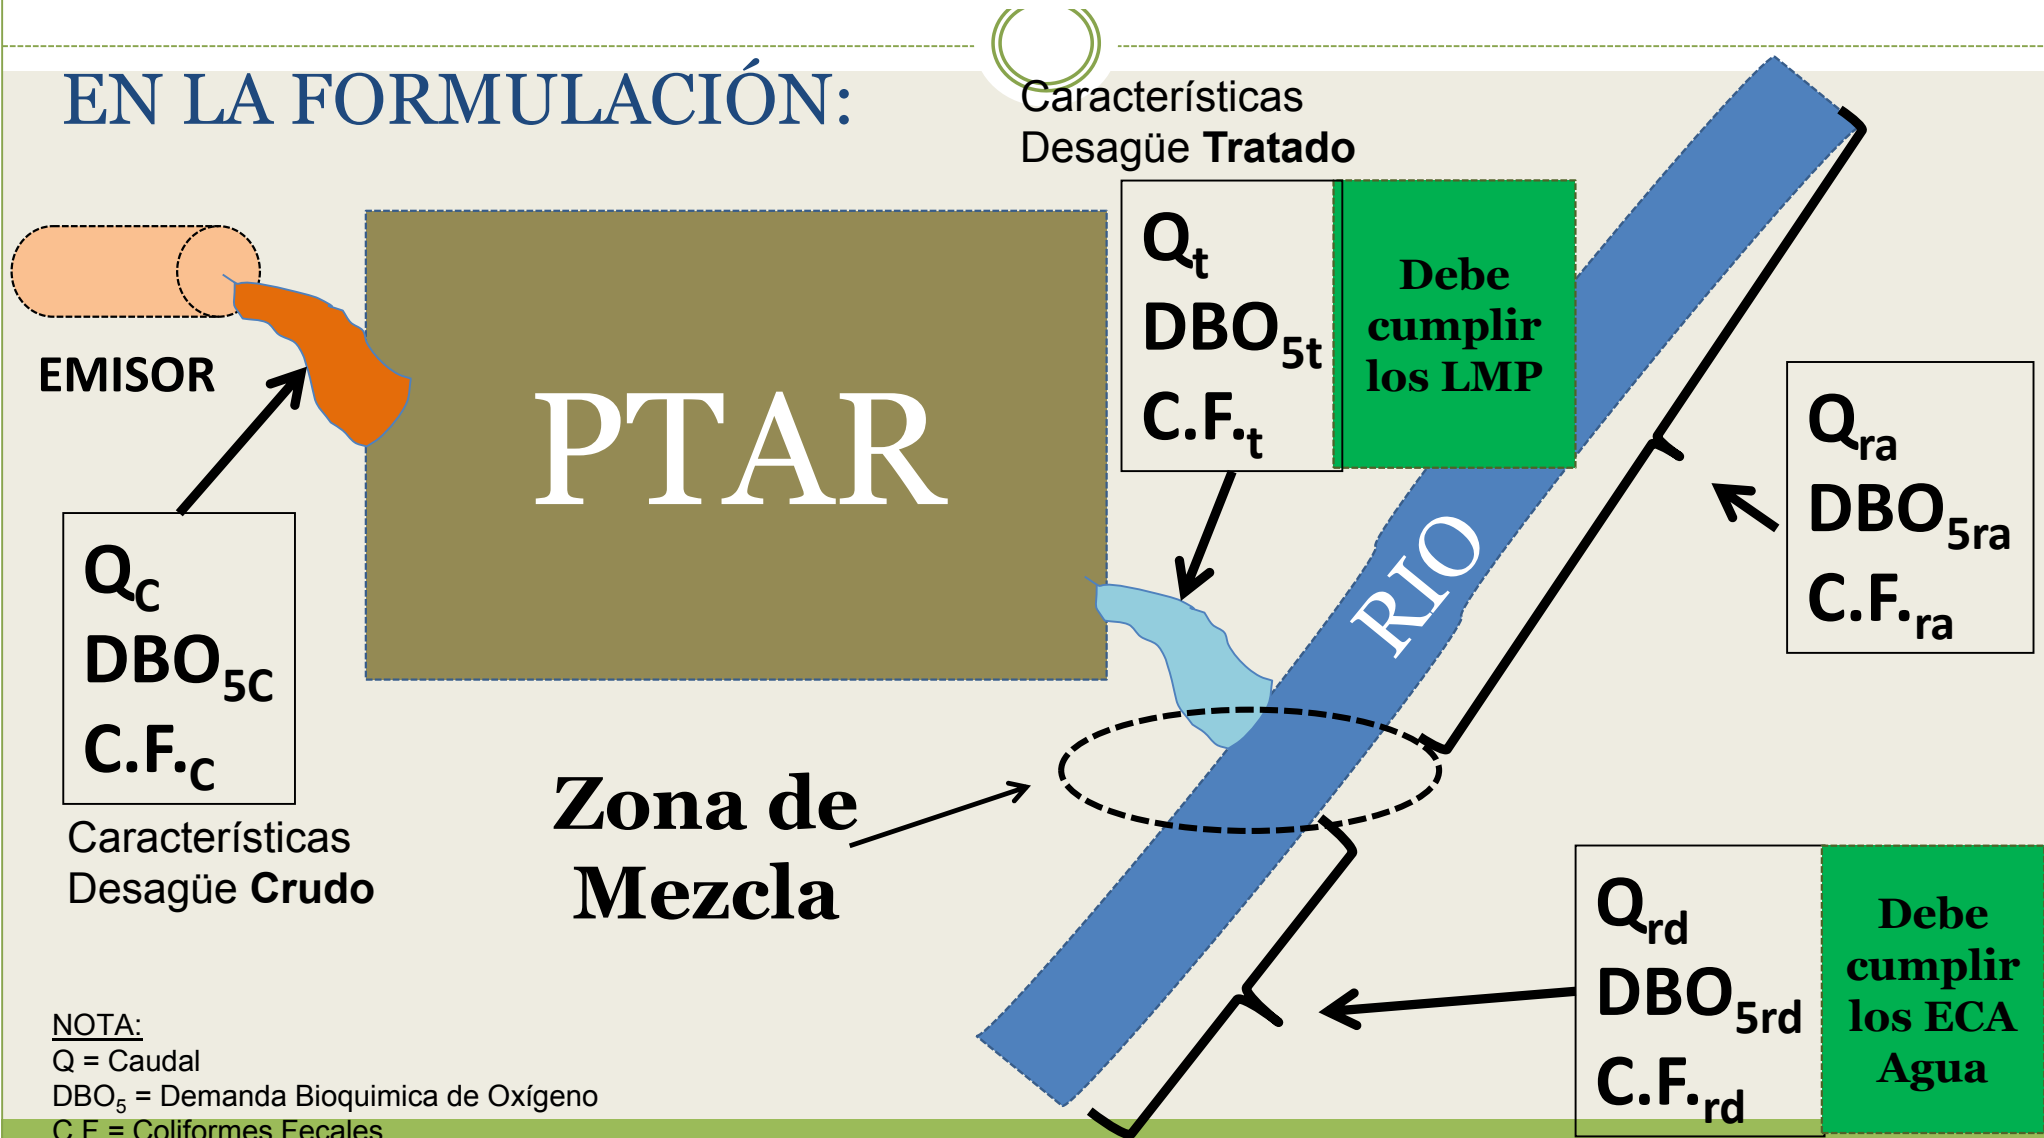 EN LA FORMULACIÓN:
Características
Desagüe Tratado
Qt
DBO5t
C.F.t
Debe
cumplir
los LMP
EMISOR
PTAR
RIO
Qra
DBO5ra
C.F.ra
QC
DBO5C
C.F.C
Características
Desagüe Crudo
Zona de
Mezcla
Qrd
DBO5rd
C.F.rd
Debe
cumplir
los ECA
Agua
NOTA:
Q = Caudal
DBO5 = Demanda Bioquimica de Oxígeno
C.F = Coliformes Fecales